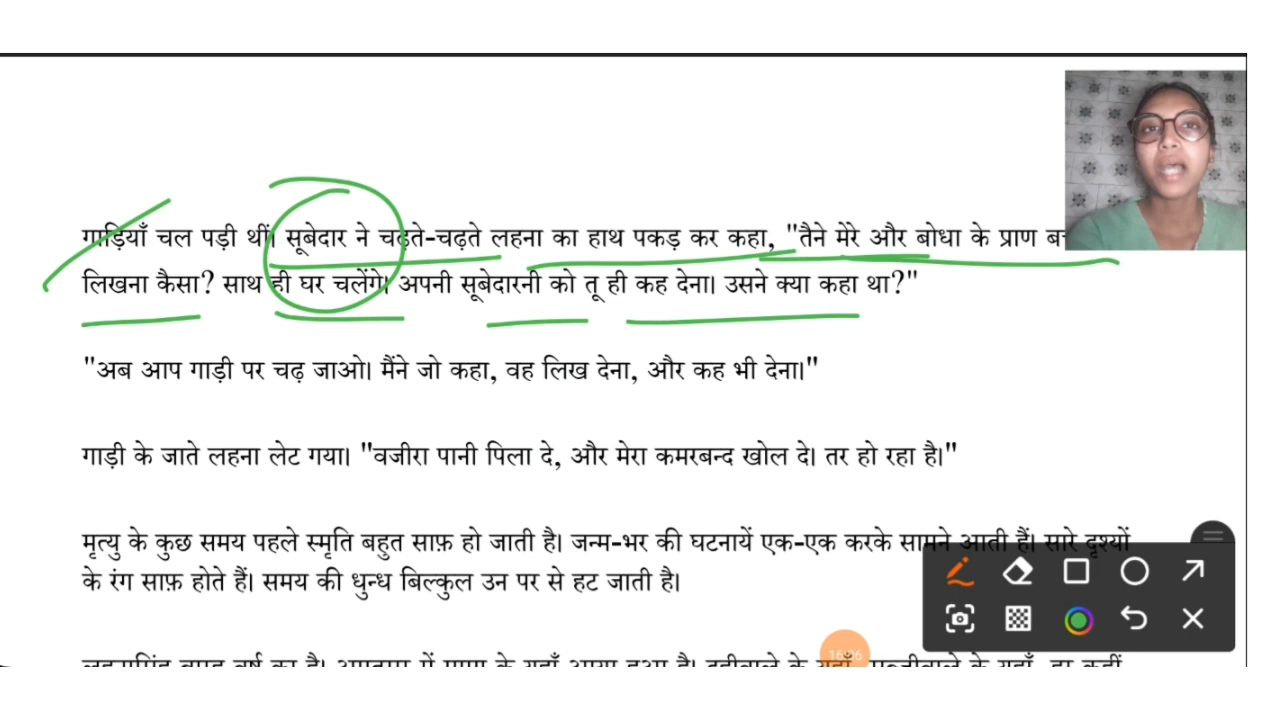 गाड़ियाँ चल पड़ी थीं। सूबेदार ने चढ़ते-चढ़ते लहना का हाथ पकड़ कर कहा, "तैने मेरे और बोधा के प्राण
लिखना कैसा? साथ ही घर चलेंगे। अपनी सूबेदारनी को तू ही कह देना। उसने क्या कहा था?"
"अब आप गाड़ी पर चढ़ जाओ। मैंने जो कहा, वह लिख देना, और कह भी देना।"
गाड़ी के जाते लहना लेट गया। "वजीरा पानी पिला दे, और मेरा कमरबन्द खोल दे। तर हो रहा है।"
मृत्यु के कुछ समय पहले स्मृति बहुत साफ़ हो जाती है। जन्म-भर की घटनायें एक-एक करके सामने आती हैं। सारे दृश्यों
के रंग साफ़ होते हैं। समय की धुन्ध बिल्कुल उन पर से हट जाती है।